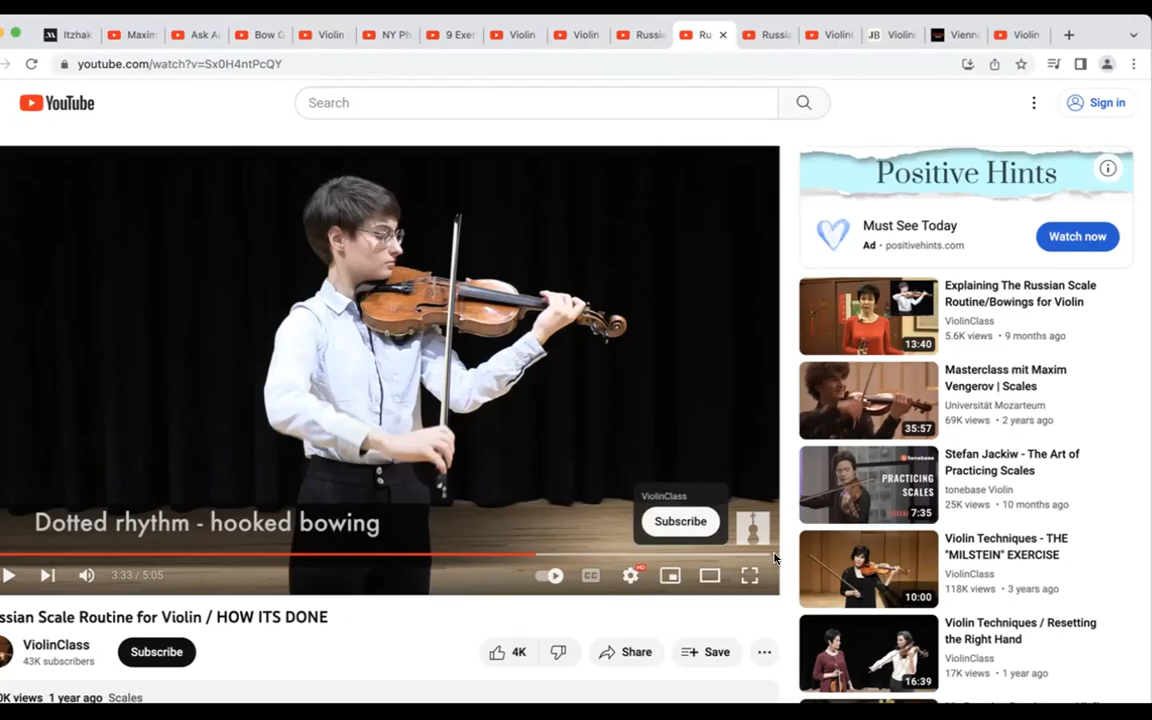 Itzhak
Maxim
Ask A
Bow G
Violin
NY Ph
9 Exer
Violin
Violin
Russia
Ru
Russia
Violin
JB Violin
Vienn
Violin
youtube.com/watch?v=Sx0H4ntPcQY
YouTube
Search
Sign in
Dotted rhythm - hooked bowing
ViolinClass
Subscribe
3:33 / 5:05
CC
HD
ssian Scale Routine for Violin / HOW ITS DONE
ViolinClass
43K subscribers
Subscribe
4K
Share
Save
0K views 1 year ago Scales
Positive Hints
Must See Today
Ad · positivehints.com
Watch now
13:40
Explaining The Russian Scale
Routine/Bowings for Violin
ViolinClass
5.6K views • 9 months ago
35:57
Masterclass mit Maxim
Vengerov | Scales
Universität Mozarteum
69K views • 2 years ago
tonebase
PRACTICING
SCALES
7:35
Stefan Jackiw - The Art of
Practicing Scales
tonebase Violin
25K views • 10 months ago
10:00
Violin Techniques - THE
"MILSTEIN" EXERCISE
ViolinClass
118K views • 3 years ago
16:39
Violin Techniques / Resetting
the Right Hand
ViolinClass
17K views • 1 year ago